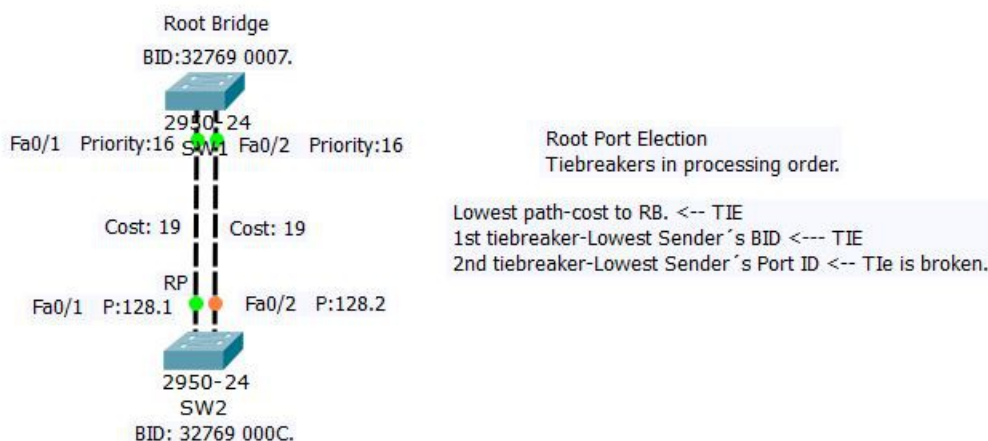 Root Bridge
BID:32769 0007.
2950-24
SW1
Fa0/1 Priority:16
Fa0/2 Priority:16
Root Port Election
Tiebreakers in processing order.
Lowest path-cost to RB. <-- TIE
1st tiebreaker-Lowest Sender´s BID <--- TIE
2nd tiebreaker-Lowest Sender´s Port ID <-- TIe is broken.
Cost: 19
Cost: 19
RP
Fa0/1 P:128.1
Fa0/2 P:128.2
2950-24
SW2
BID: 32769 000C.